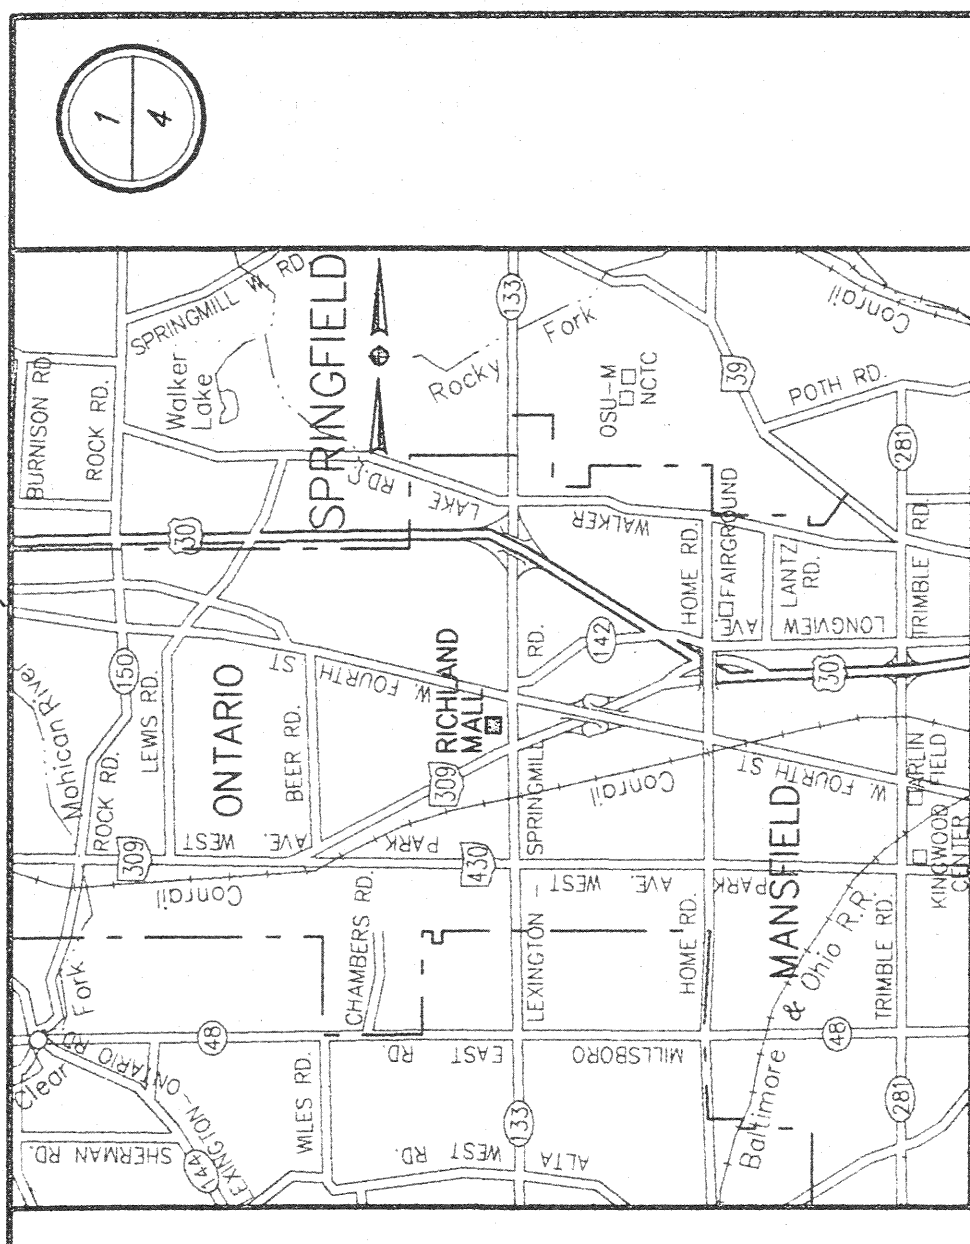 1
4
SPRINGMILL W. RD.
SPRINGFIELD
133
Conrail
BURNISON RD
ROCK RD.
Walker
Lake
Rocky
Fork
OSU-M
NCTC
39
POTH RD.
281
30
WALKER
LAKE
RD.
HOME RD.
FAIRGROUND
LANTZ
RD.
TRIMBLE RD.
LONGVIEW
AVE
Mohican River
150
LEWIS RD.
ONTARIO
W. FOURTH
ST
BEER RD.
RICHLAND
MALL
RD.
142
30
309
Conrail
SPRINGMILL
W. FOURTH ST
ARLIN
FIELD
ROCK RD.
309
WEST
AVE.
PARK
430
MANSFIELD
KINGWOOD
CENTER
Conrail
CHAMBERS RD.
WEST
AVE.
PARK
LEXINGTON -
HOME RD.
Baltimore & Ohio R.R.
TRIMBLE RD.
Clear
Fork
48
EAST RD
MILLSBORO
48
LEXINGTON-ONTARIO RD
WILES RD.
SHERMAN RD.
144
ALTA
WEST RD.
133
281